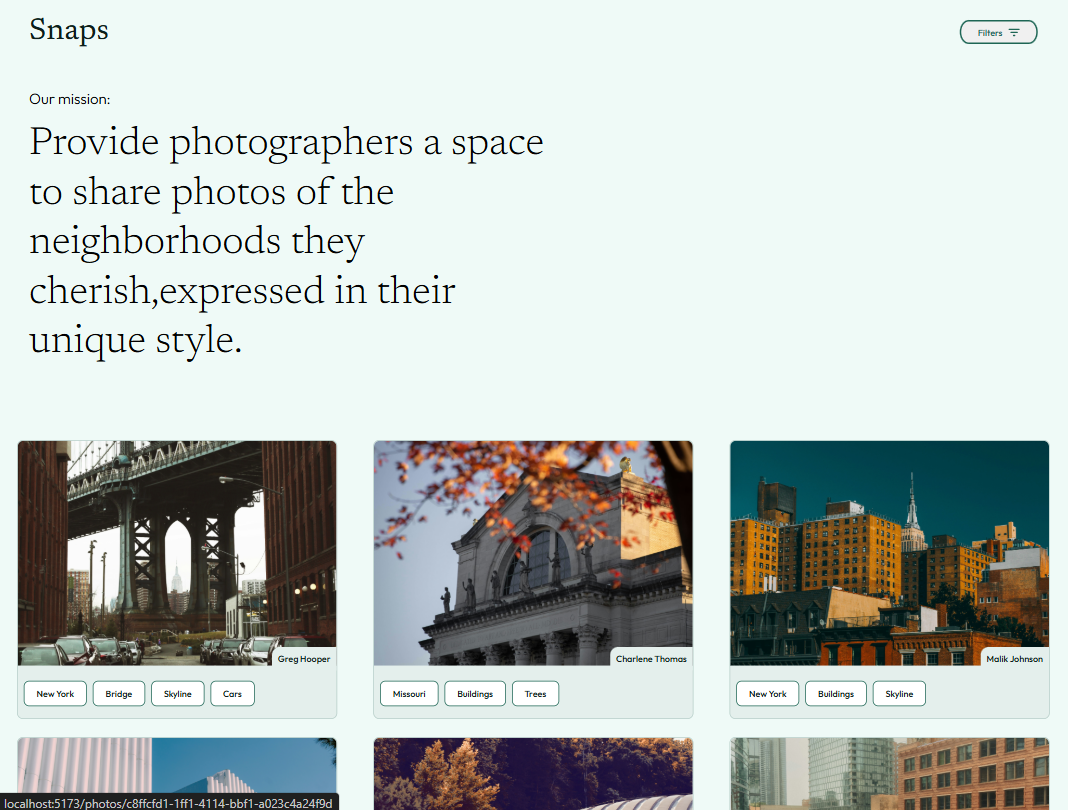 Snaps
Filters
Our mission:
Provide photographers a space
to share photos of the
neighborhoods they
cherish,expressed in their
unique style.
Greg Hooper
Charlene Thomas
Malik Johnson
New York Bridge Skyline Cars
Missouri Buildings Trees
New York Buildings Skyline
localhost:5173/photos/c8ffcfd1-1ff1-4114-bbf1-a023c4a24f9d